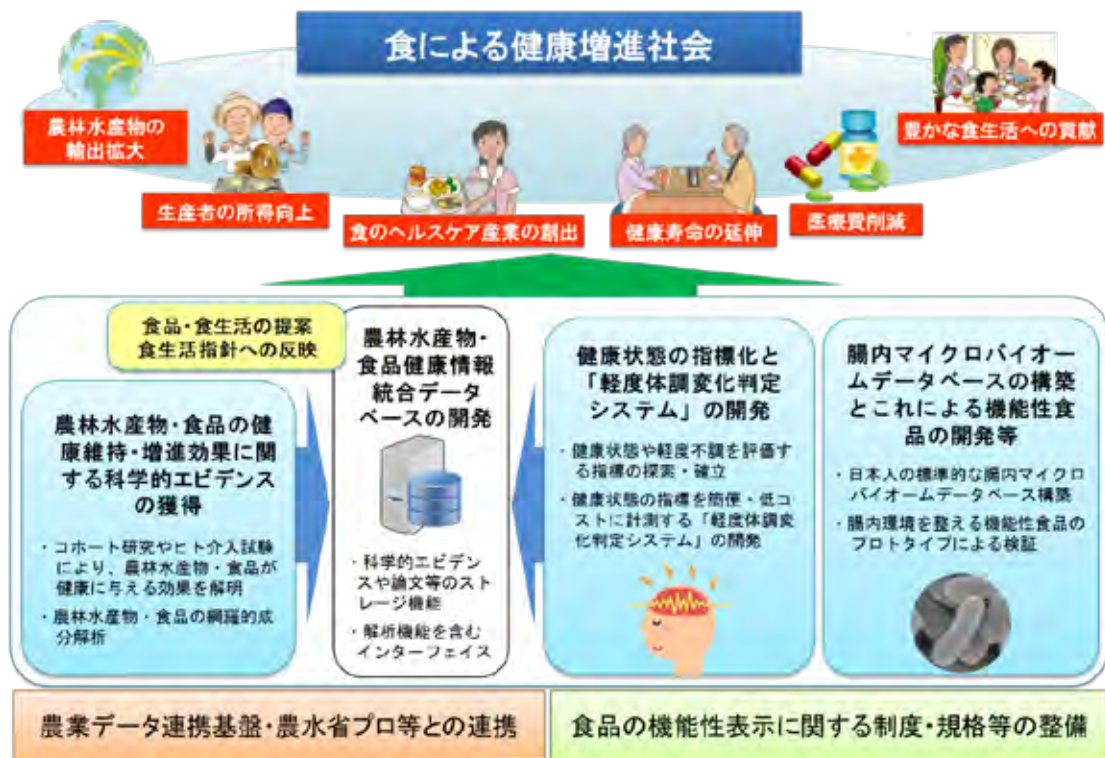 食による健康増進社会
農林水産物の
輸出拡大
生産者の所得向上
食のヘルスケア産業の創出
健康寿命の延伸
医療費削減
豊かな食生活への貢献
食品・食生活の提案
食生活指針への反映
農林水産物・食品の健
康維持・増進効果に関
する科学的エビデンス
の獲得
・コホート研究やヒト介入試験
により、農林水産物・食品が
健康に与える効果を解明
・農林水産物・食品の網羅的成
分解析
農林水産物・
食品健康情報
統合データ
ベースの開発
・科学的エビデ
ンスや論文等のスト
レージ機能
・解析機能を含む
インターフェイス
健康状態の指標化と
「軽度体調変化判定
システム」の開発
・健康状態や軽度不調を評価す
る指標の探索・確立
・健康状態の指標を簡便・低コ
ストに計測する「軽度体調変
化判定システム」の開発
腸内マイクロバイオー
ムデータベースの構築
とこれによる機能性食
品の開発等
・日本人の標準的な腸内マイクロ
バイオームデータベース構築
・腸内環境を整える機能性食品の
プロトタイプによる検証
農業データ連携基盤・農水省プロ等との連携
食品の機能性表示に関する制度・規格等の整備